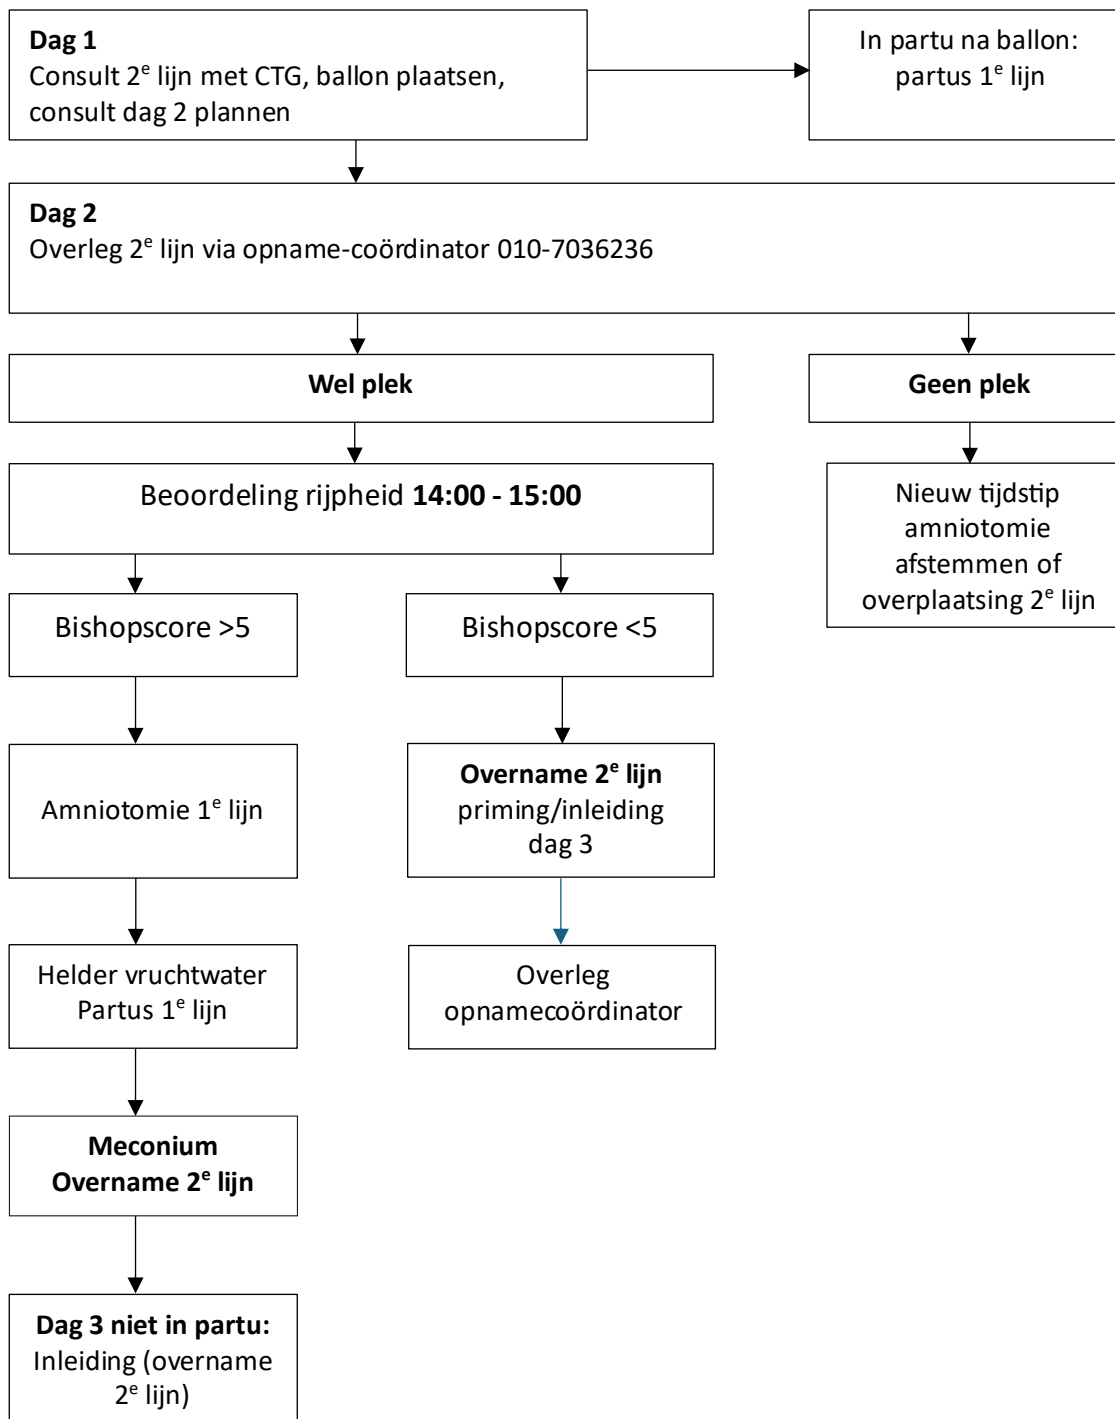 Dag 1
Consult 2e lijn met CTG, ballon plaatsen,
consult dag 2 plannen
In partu na ballon:
partus 1e lijn
Dag 2
Overleg 2e lijn via opname-coördinator 010-7036236
Wel plek
Geen plek
Beoordeling rijpheid 14:00 - 15:00
Nieuw tijdstip
amniotomie
afstemmen of
overplaatsing 2e lijn
Bishopscore >5
Bishopscore <5
Amniotomie 1e lijn
Overname 2e lijn
priming/inleiding
dag 3
Helder vruchtwater
Partus 1e lijn
Overleg
opnamecoördinator
Meconium
Overname 2e lijn
Dag 3 niet in partu:
Inleiding (overname
2e lijn)